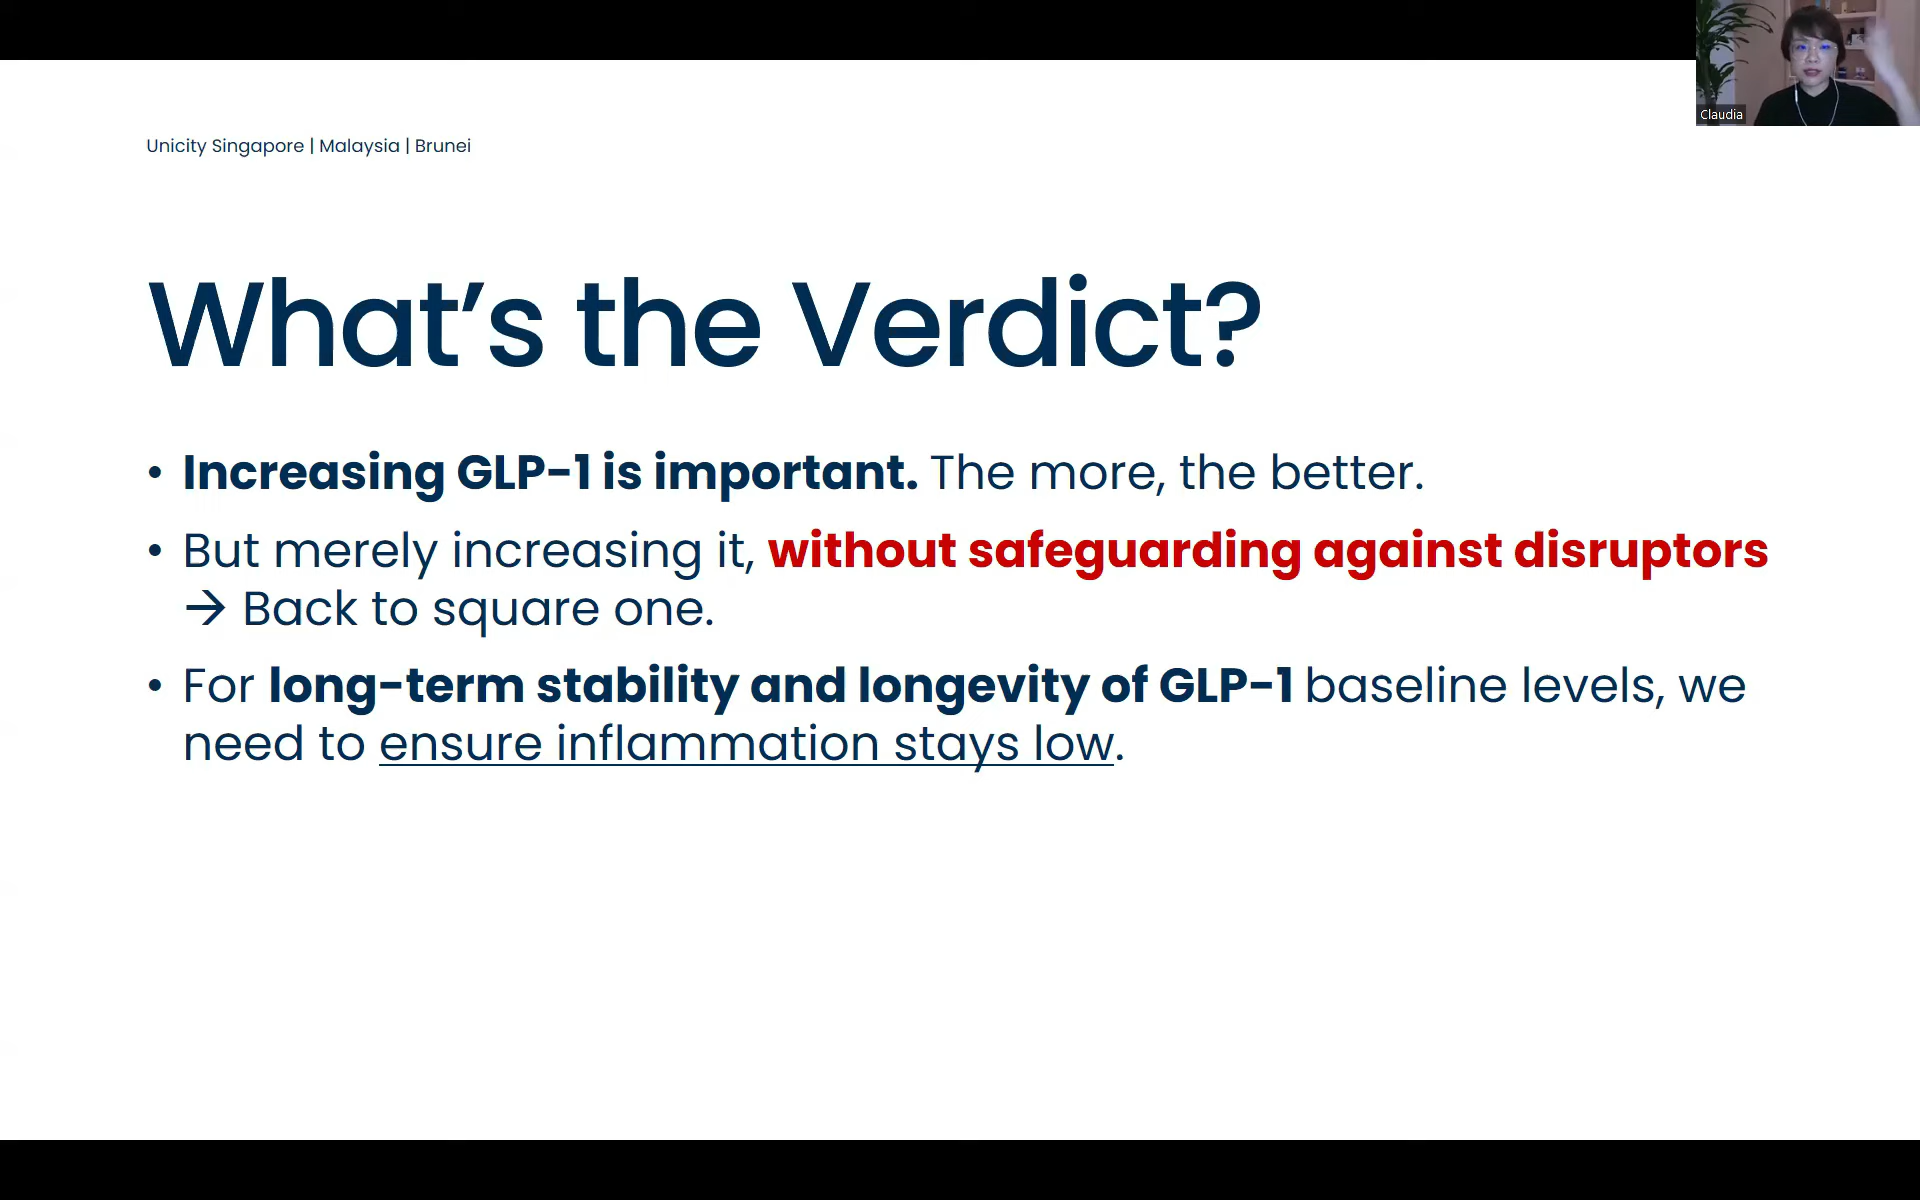 Claudia
Unicity Singapore | Malaysia | Brunei
What's the Verdict?
• Increasing GLP-1 is important. The more, the better.
• But merely increasing it, without safeguarding against disruptors
→ Back to square one.
• For long-term stability and longevity of GLP-1 baseline levels, we
need to ensure inflammation stays low.